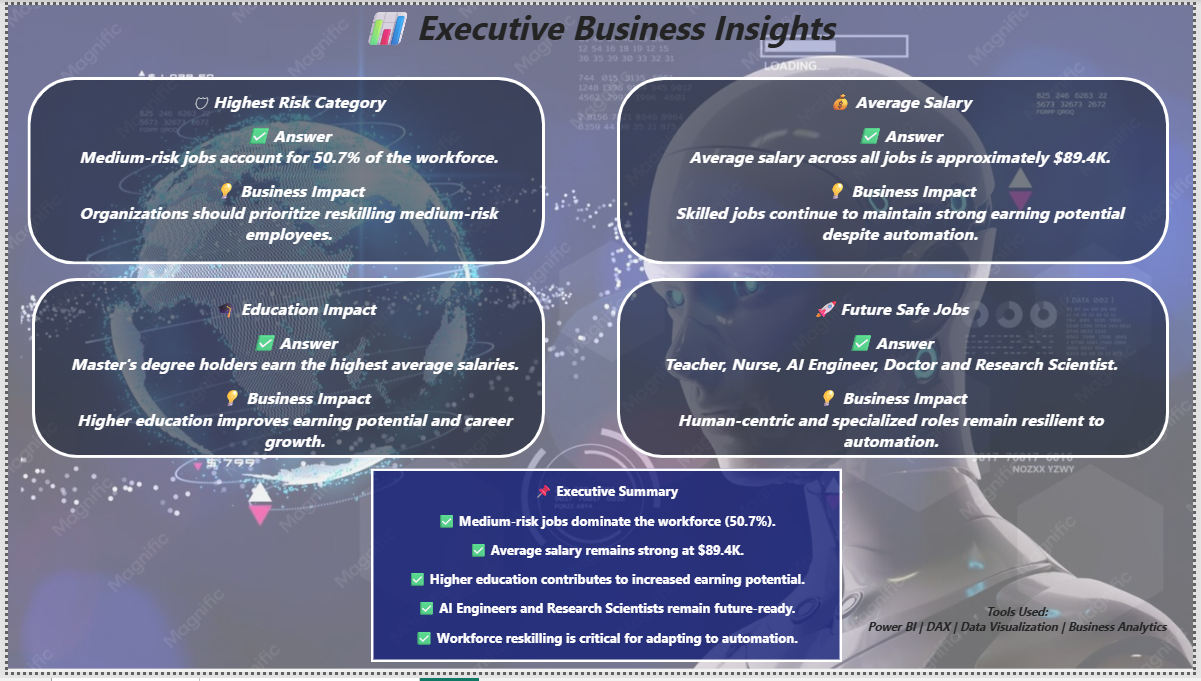 Executive Business Insights
LOADING...
Highest Risk Category
Answer
Medium-risk jobs account for 50.7% of the workforce.
Business Impact
Organizations should prioritize reskilling medium-risk
employees.
Average Salary
Answer
Average salary across all jobs is approximately $89.4K.
Business Impact
Skilled jobs continue to maintain strong earning potential
despite automation.
Education Impact
Answer
Master's degree holders earn the highest average salaries.
Business Impact
Higher education improves earning potential and career
growth.
Future Safe Jobs
Answer
Teacher, Nurse, AI Engineer, Doctor and Research Scientist.
Business Impact
Human-centric and specialized roles remain resilient to
automation.
NOZXX YZWY
Executive Summary
Medium-risk jobs dominate the workforce (50.7%).
Average salary remains strong at $89.4K.
Higher education contributes to increased earning potential.
AI Engineers and Research Scientists remain future-ready.
Workforce reskilling is critical for adapting to automation.
Tools Used:
Power BI | DAX | Data Visualization | Business Analytics
Magnific